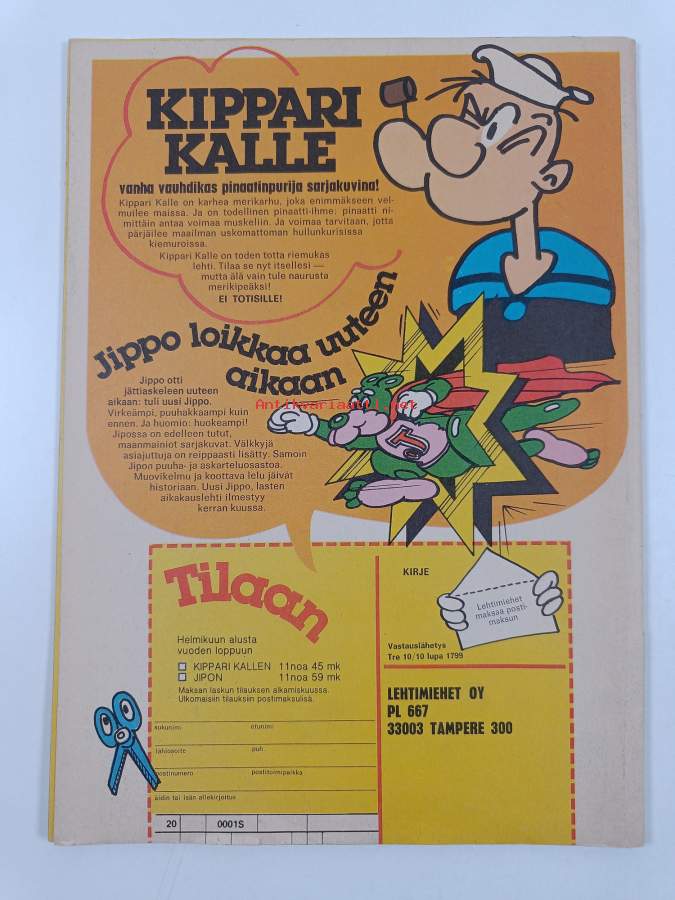 KIPPARI
KALLE
vanha vauhdikas pinaatinpurija sarjakuvina!
Kippari Kalle on karhea merikarhu, joka enimmäkseen vel-
muilee maissa. Ja on todellinen pinaatti-ihme: pinaatti ni-
mittäin antaa voimaa muskeliin. Ja voimaa tarvitaan, jotta
pärjäilee maailman uskomattoman hullunkurisissa
kiemuroissa.
Kippari Kalle on toden totta riemukas
lehti. Tilaa se nyt itsellesi —
mutta älä vain tule naurusta
merikipeäksi!
EI TOTISILLE!
Jippo loikkaa uuteen
aikaan
Jippo otti
jättiaskeleen uuteen
aikaan: tuli uusi Jippo.
Virkeämpi, puuhakkaampi kuin
ennen. Ja huomio: huokeampi!
Jipossa on edelleen tutut,
maanmainiot sarjakuvat. Välkkyjä
asiajuttuja on reippaasti lisätty. Samoin
Jipon puuha- ja askarteluosastoa.
Muovikelmu ja koottava lelu jäivät
historiaan. Uusi Jippo, lasten
aikakauslehti ilmestyy
kerran kuussa.
Antikvariaatti.net
J
Tilaan
Helmikuun alusta
vuoden loppuun
KIPPARI KALLEN 11noa 45 mk
JIPON 11noa 59 mk
Maksan laskun tilauksen alkamiskuussa.
Ulkomaisiin tilauksiin postimaksulisä.
sukunimi etunimi
lähiosoite puh.
postinumero postitoimipaikka
äidin tai isän allekirjoitus
20 0001S
KIRJE
Lehtimiehet
maksaa posti-
maksun
Vastauslähetys
Tre 10/10 lupa 1799
LEHTIMIEHET OY
PL 667
33003 TAMPERE 300